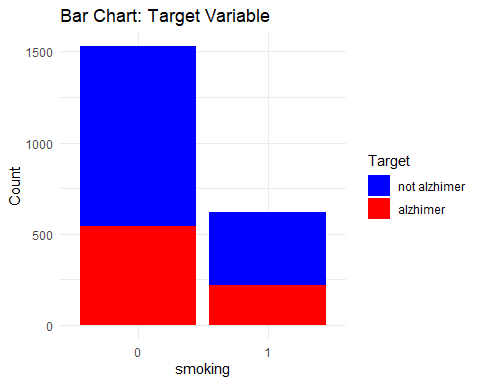 Bar Chart: Target Variable
1500
1000
500
0
Count
0
1
smoking
Target
not alzhimer
alzhimer